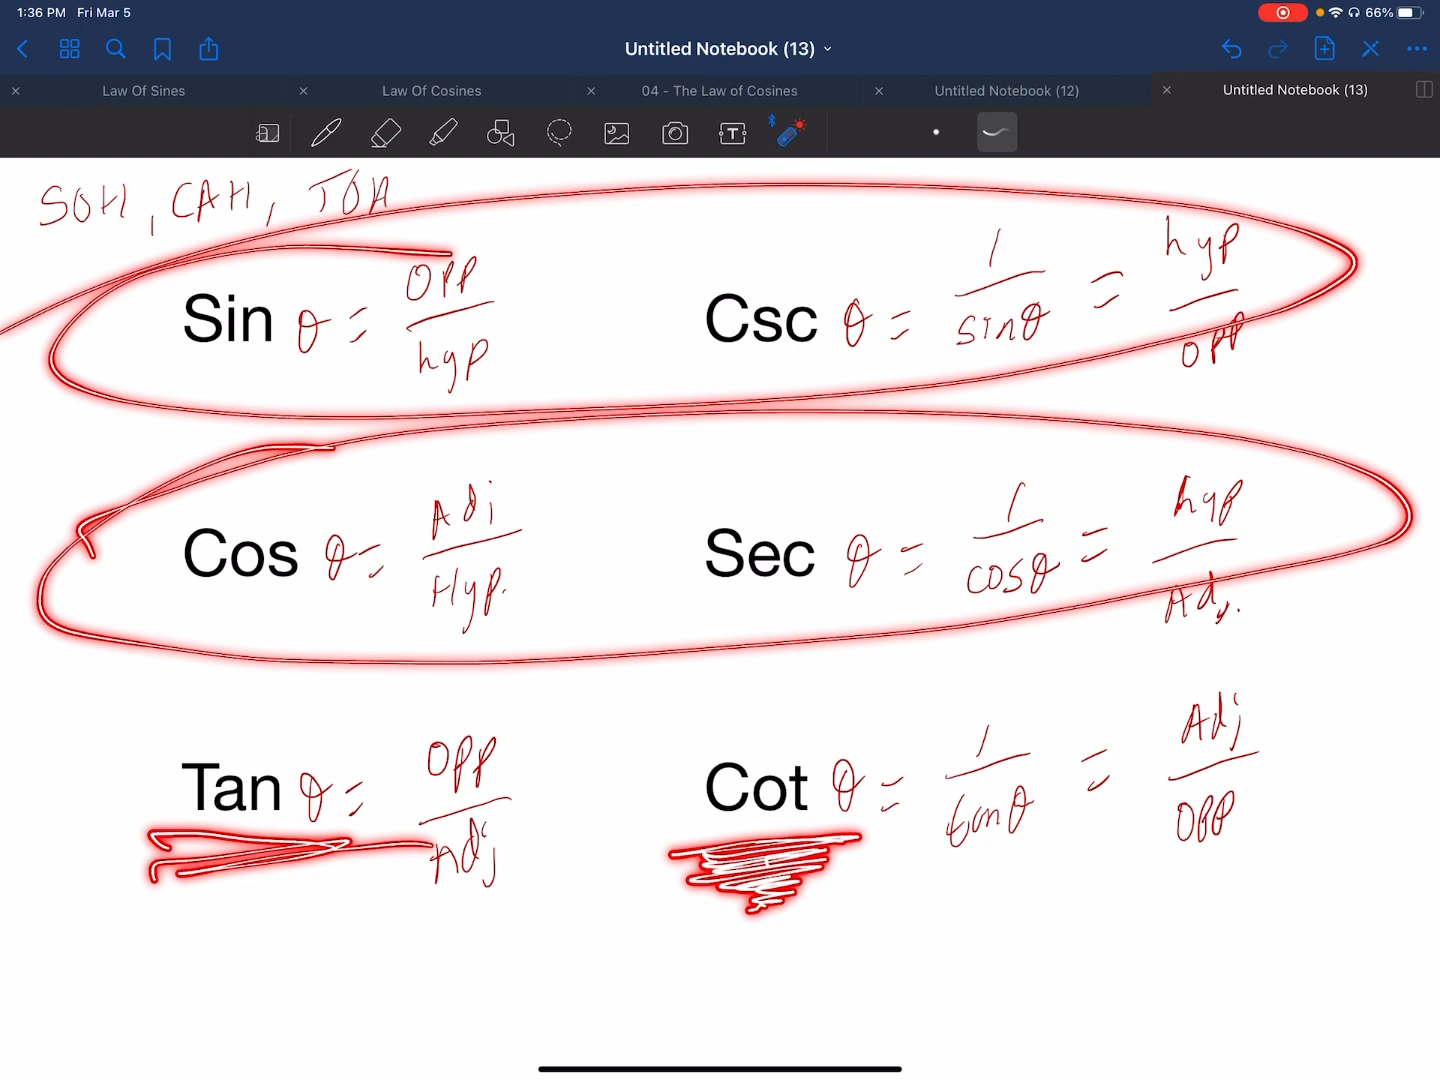 1:36 PM Fri Mar 5 66%
Untitled Notebook (13)
Law Of Sines Law Of Cosines 04 - The Law of Cosines Untitled Notebook (12) Untitled Notebook (13)
T
SOH, CAH, TOA
Sin θ = OPP / hyp
Csc θ = 1 / sinθ = hyp / OPP
Cos θ = Adj / Hyp.
Sec θ = 1 / cosθ = hyp / Adj.
Tan θ = OPP / Adj
Cot θ = 1 / tanθ = Adj / OPP